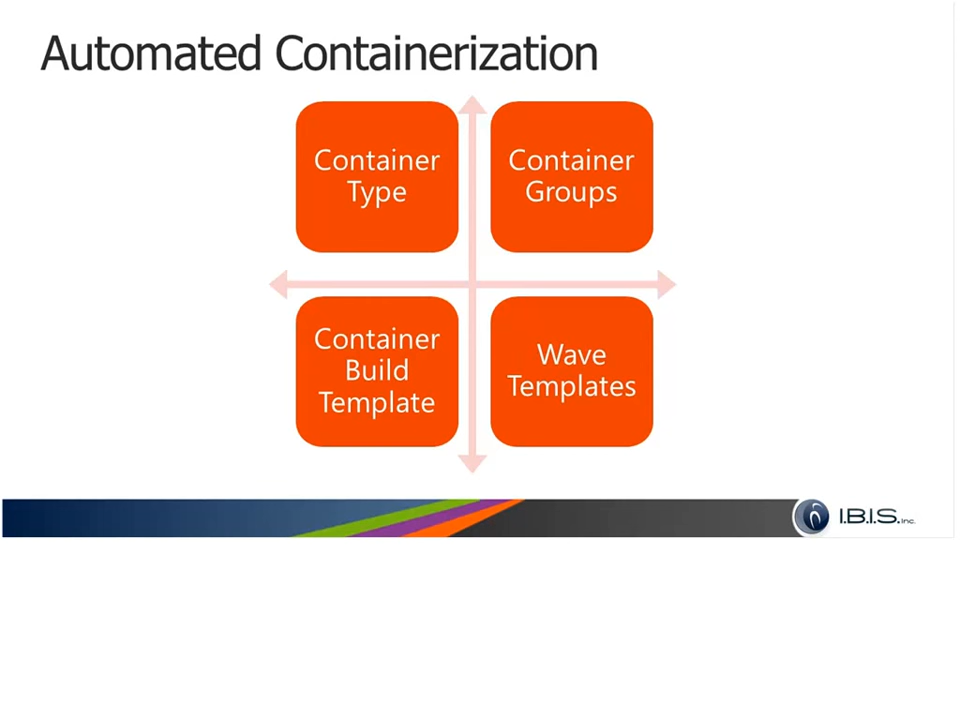 Automated Containerization
Container
Type
Container
Groups
Container
Build
Template
Wave
Templates
I.B.I.S. Inc.